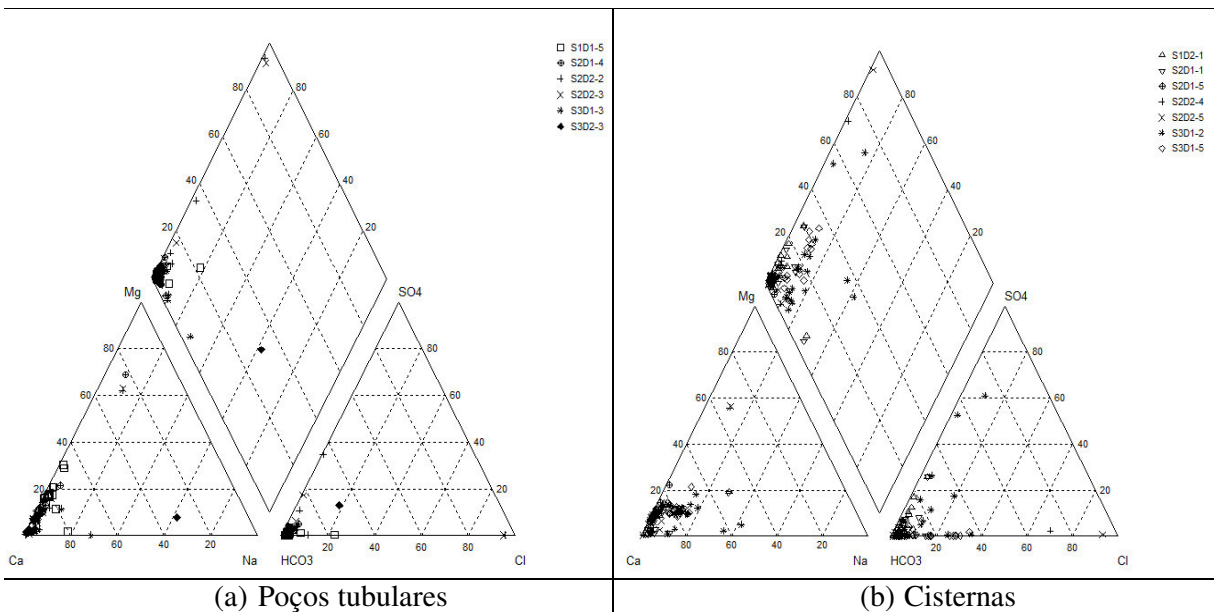 S1D1-5
S2D1-4
S2D2-2
S2D2-3
S3D1-3
S3D2-3
80 80
60 60
40 40
20 20
Mg SO4
80 80
60 60
40 40
20 20
Ca 80 60 40 20 Na HCO3 20 40 60 80 Cl
(a) Poços tubulares
S1D2-1
S2D1-1
S2D1-5
S2D2-4
S2D2-5
S3D1-2
S3D1-5
80 80
60 60
40 40
20 20
Mg SO4
80 80
60 60
40 40
20 20
Ca 80 60 40 20 Na HCO3 20 40 60 80 Cl
(b) Cisternas